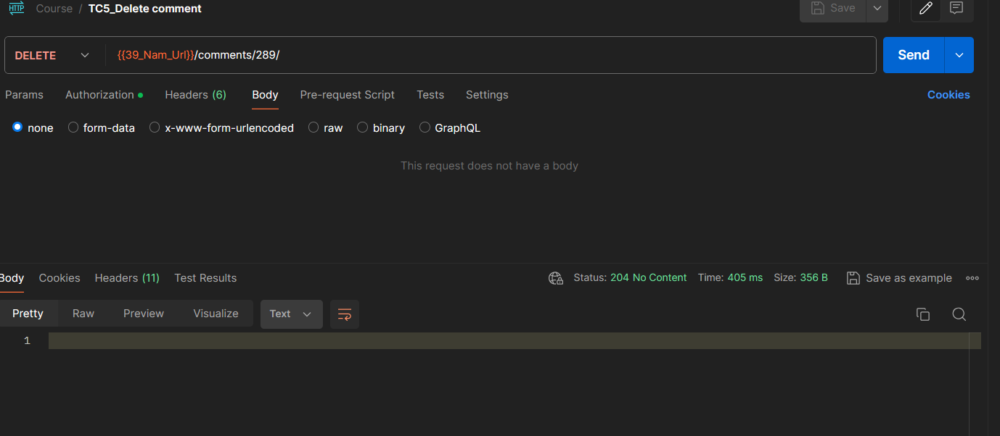 HTTP Course / TC5_Delete comment Save
DELETE {{39_Nam_Url}}/comments/289/ Send
Params Authorization Headers (6) Body Pre-request Script Tests Settings Cookies
none form-data x-www-form-urlencoded raw binary GraphQL
This request does not have a body
Body Cookies Headers (11) Test Results Status: 204 No Content Time: 405 ms Size: 356 B Save as example
Pretty Raw Preview Visualize Text
1